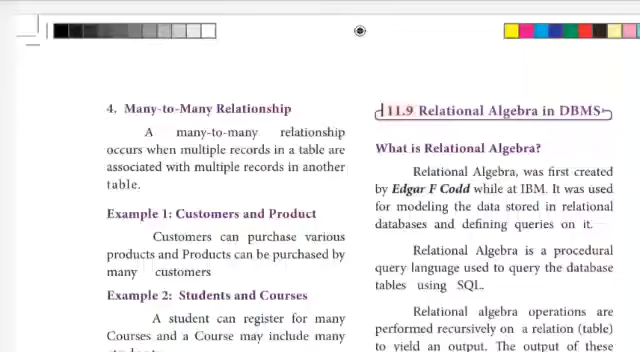 4. Many-to-Many Relationship
A many-to-many relationship
occurs when multiple records in a table are
associated with multiple records in another
table.
Example 1: Customers and Product
Customers can purchase various
products and Products can be purchased by
many customers
Example 2: Students and Courses
A student can register for many
Courses and a Course may include many
11.9 Relational Algebra in DBMS
What is Relational Algebra?
Relational Algebra, was first created
by Edgar F Codd while at IBM. It was used
for modeling the data stored in relational
databases and defining queries on it.
Relational Algebra is a procedural
query language used to query the database
tables using SQL.
Relational algebra operations are
performed recursively on a relation (table)
to yield an output. The output of these